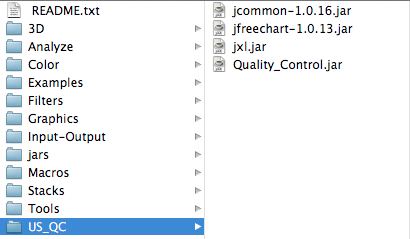 README.txt
3D
Analyze
Color
Examples
Filters
Graphics
Input-Output
jars
Macros
Stacks
Tools
US_QC
jcommon-1.0.16.jar
jfreechart-1.0.13.jar
jxl.jar
Quality_Control.jar